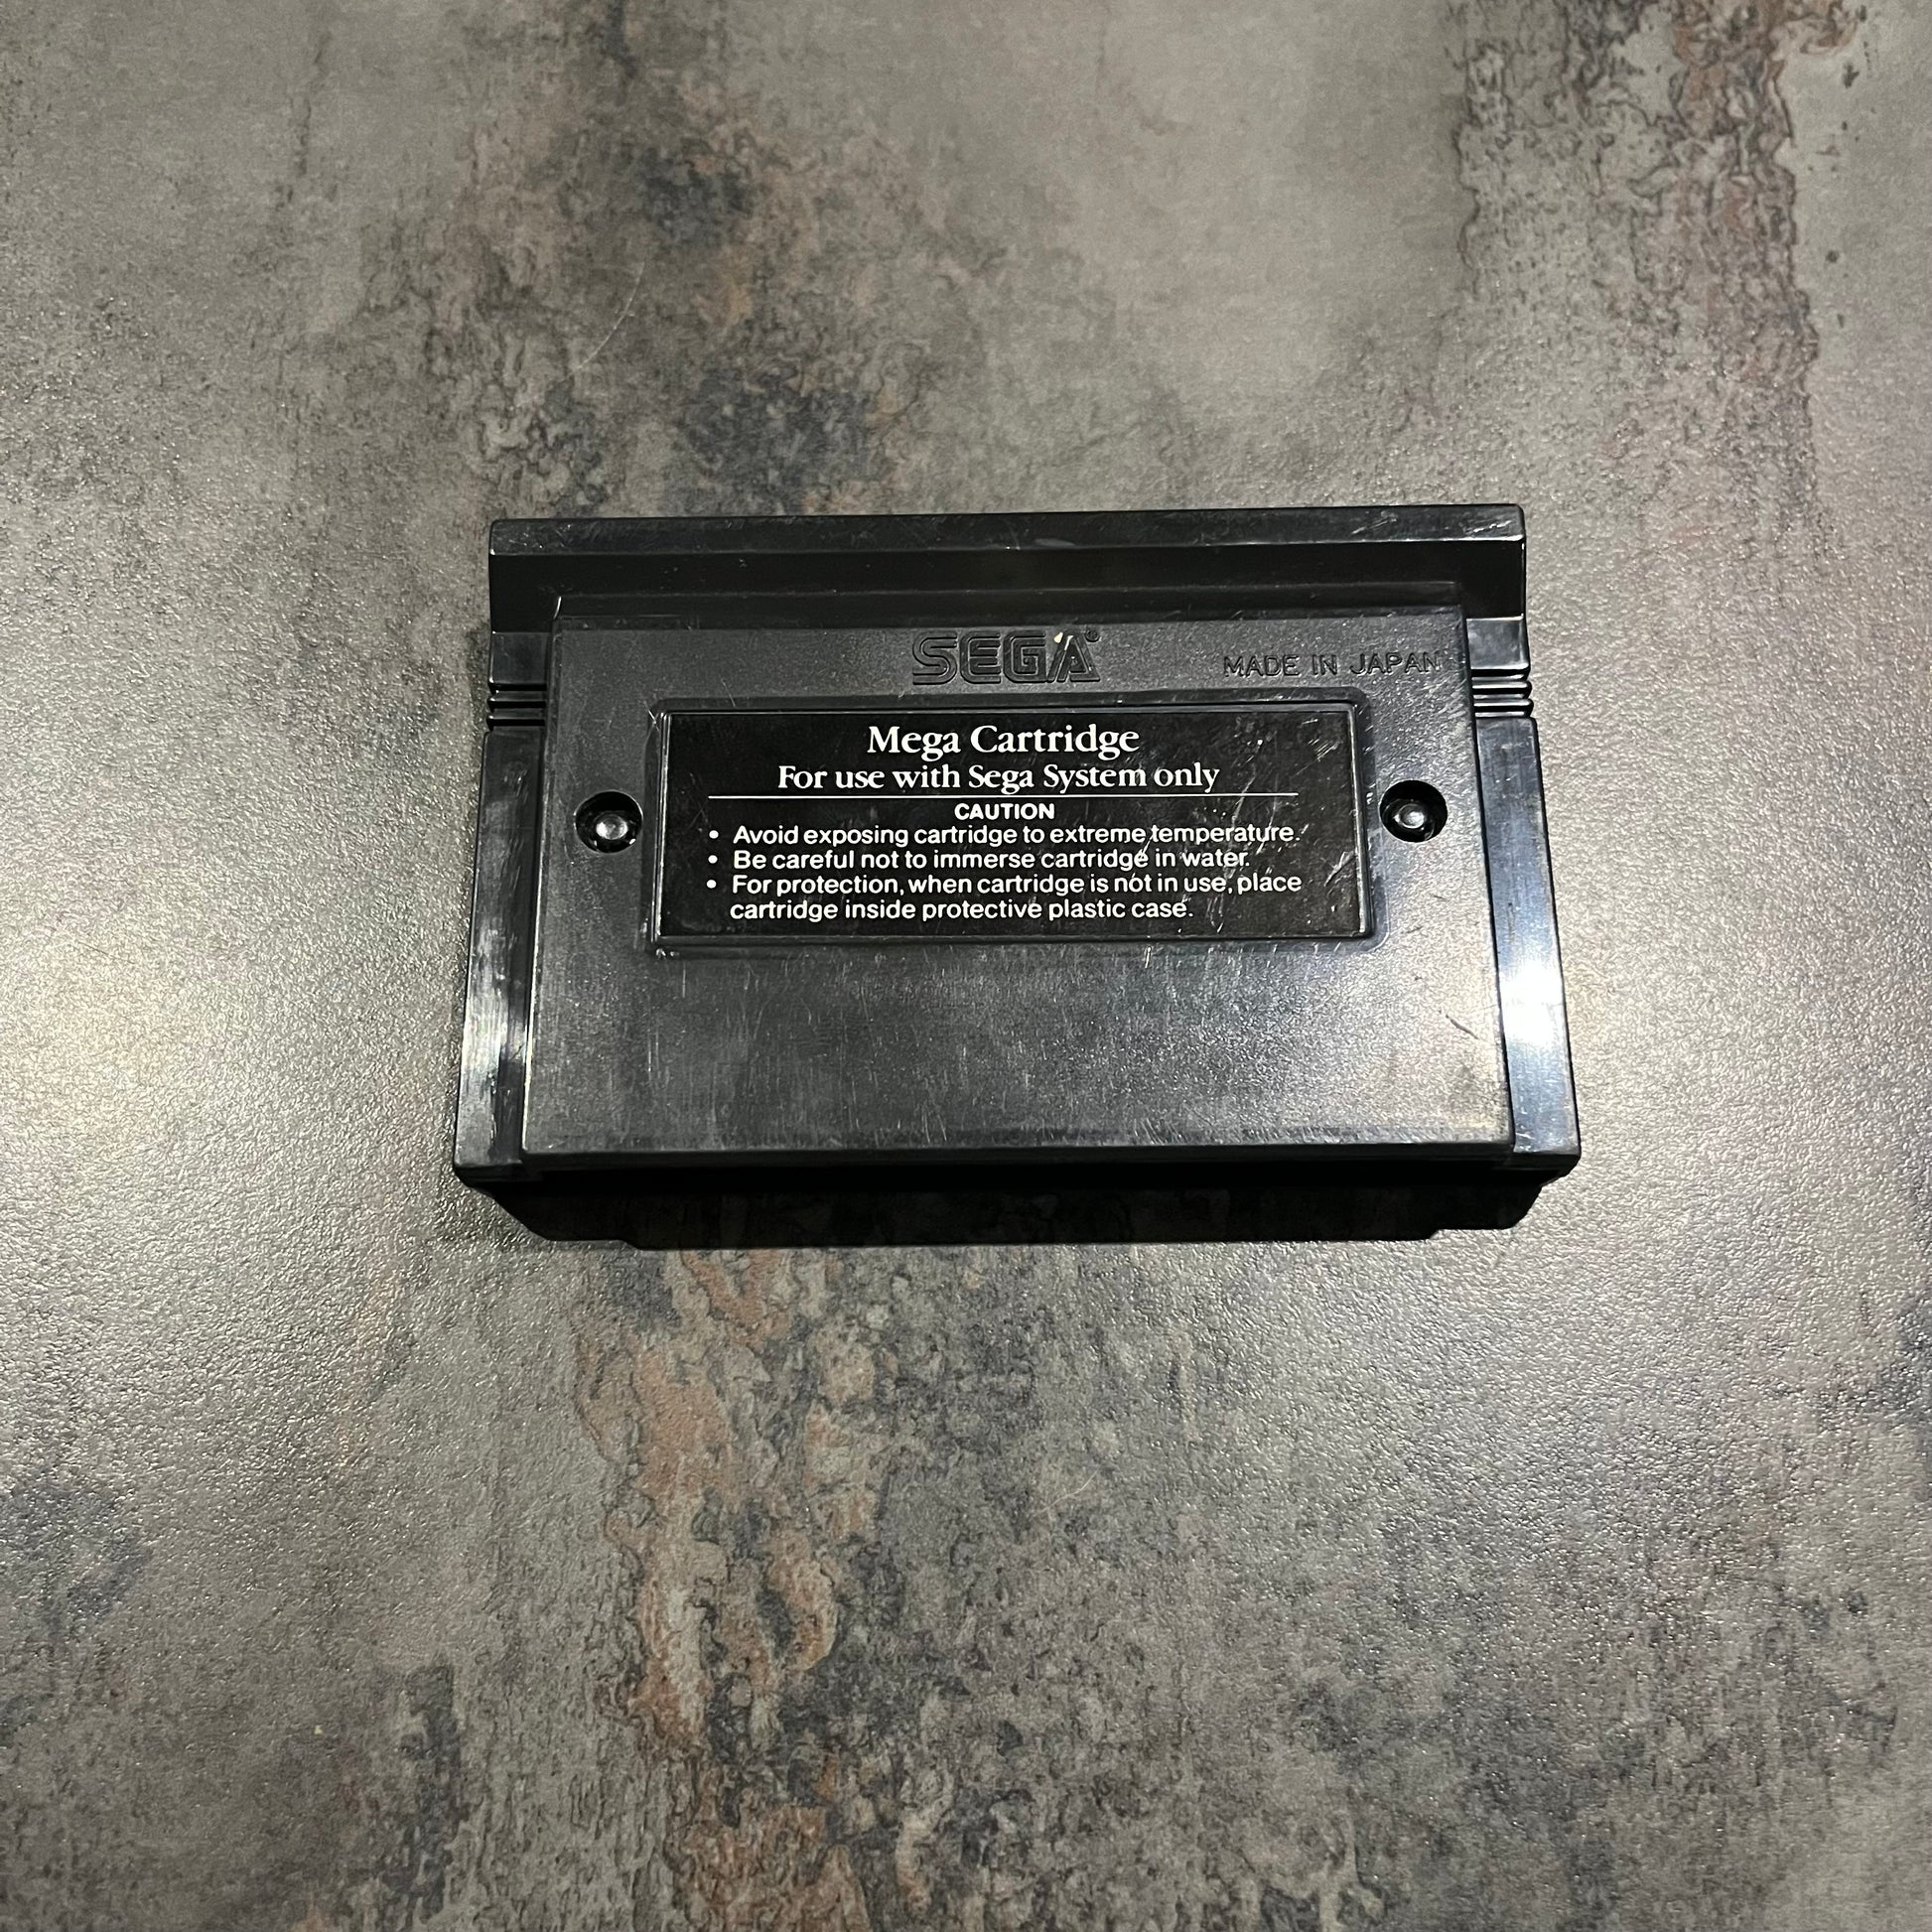 SEGA®
MADE IN JAPAN
Mega Cartridge
For use with Sega System only
CAUTION
• Avoid exposing cartridge to extreme temperature.
• Be careful not to immerse cartridge in water.
• For protection, when cartridge is not in use, place
cartridge inside protective plastic case.